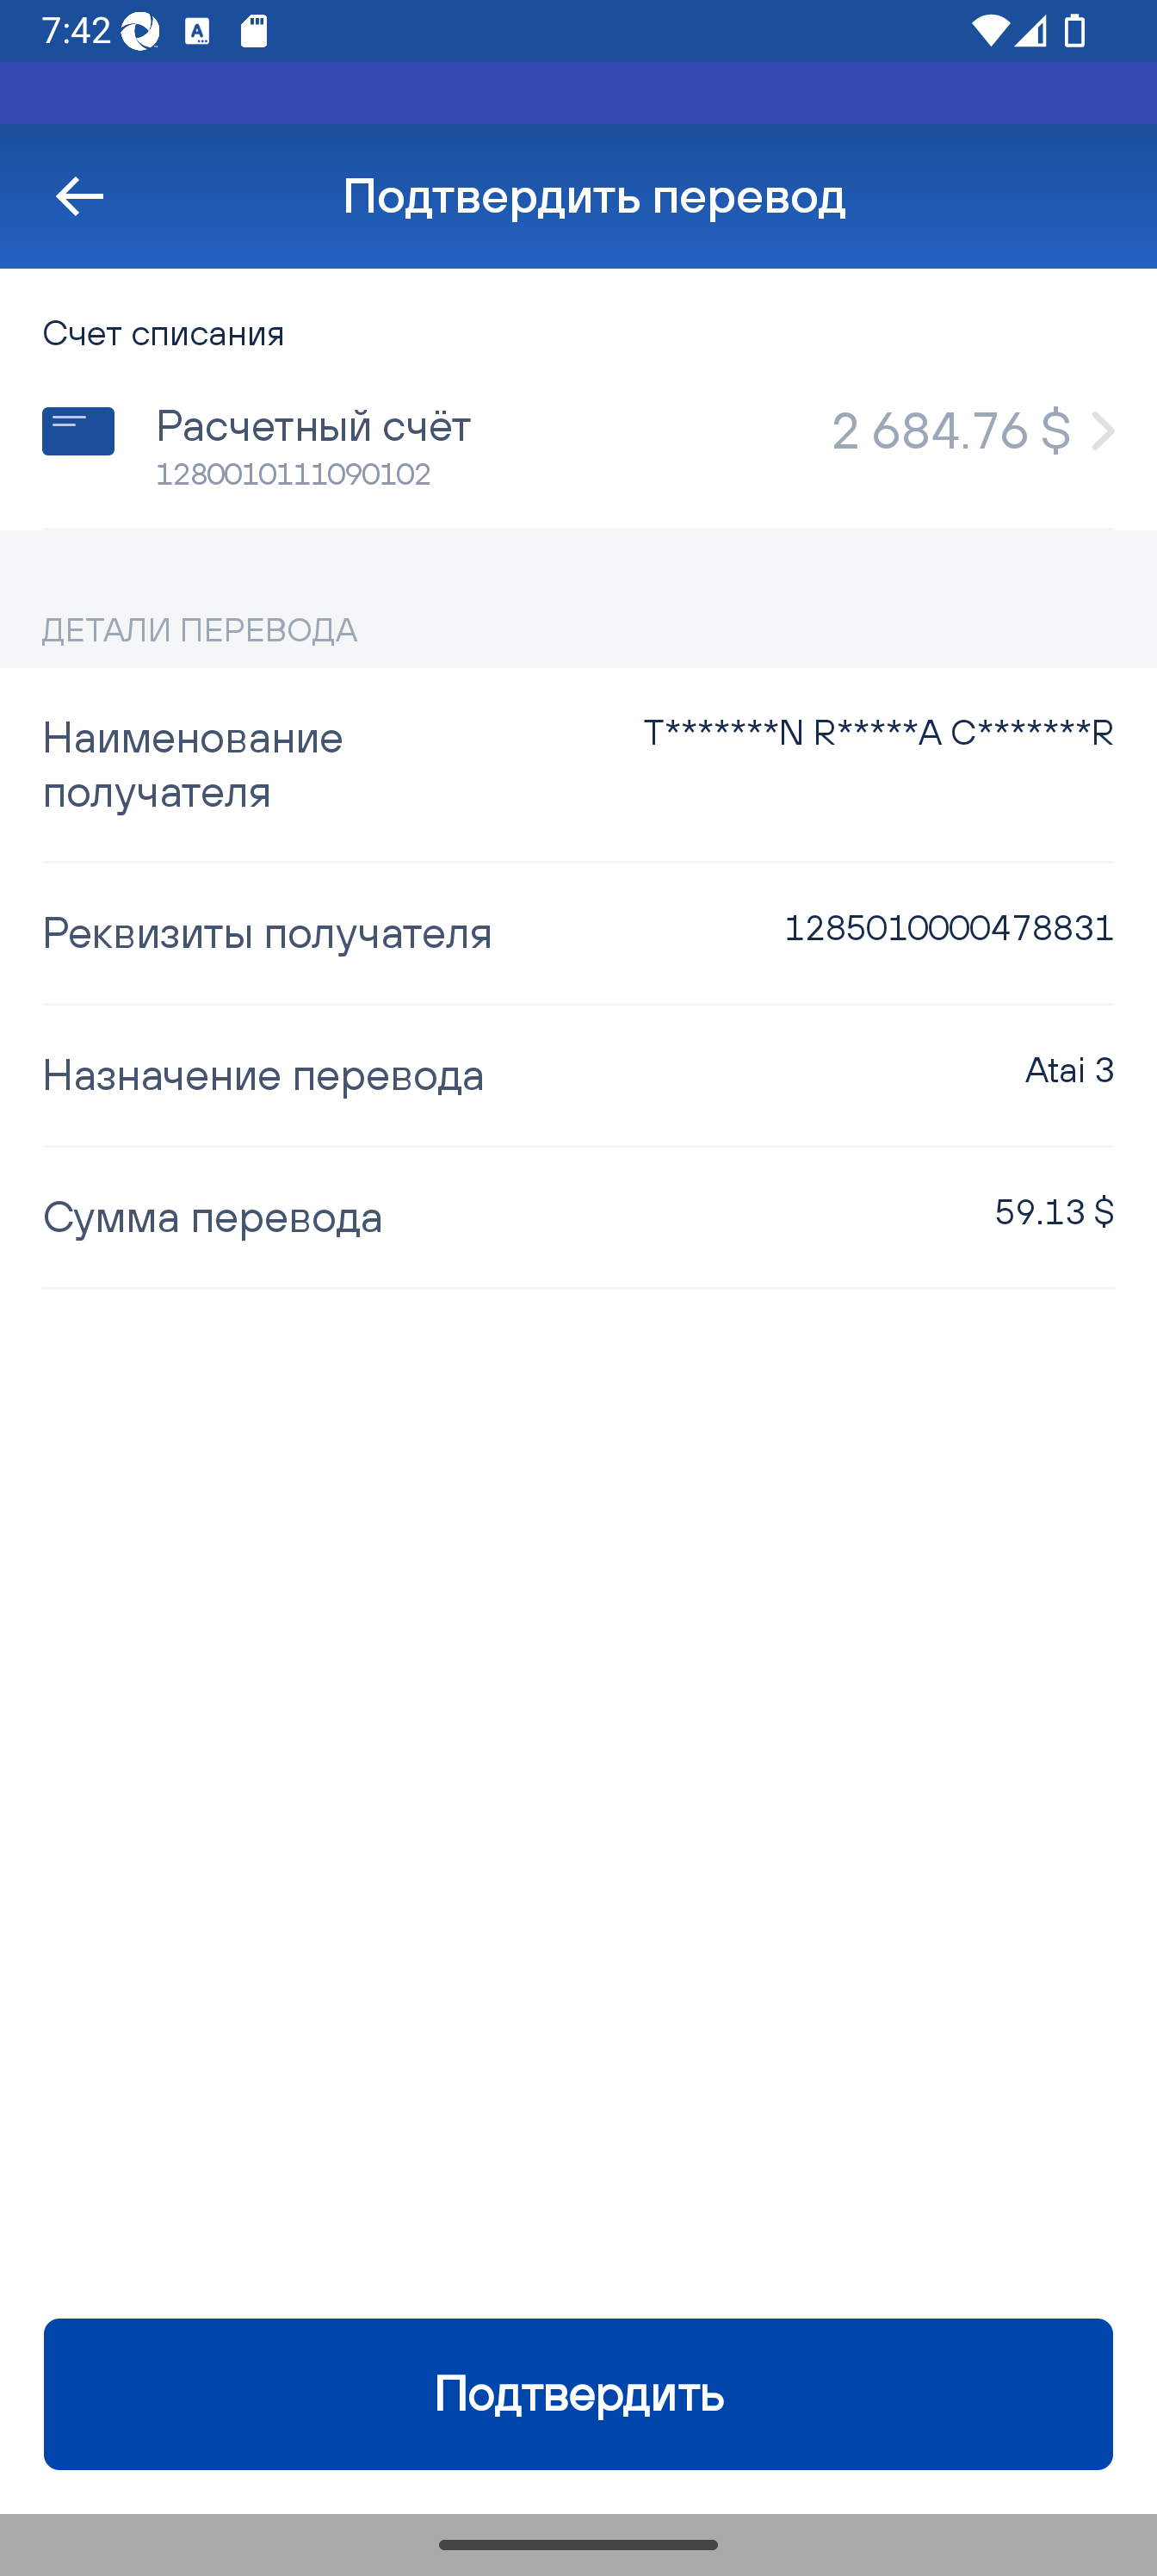 7:42
Подтвердить перевод
Счет списания
Расчетный счёт
2 684.76 $
1280010111090102
ДЕТАЛИ ПЕРЕВОДА
Наименование
получателя
T*******N R*****A C*******R
Реквизиты получателя
1285010000478831
Назначение перевода
Atai 3
Сумма перевода
59.13 $
Подтвердить